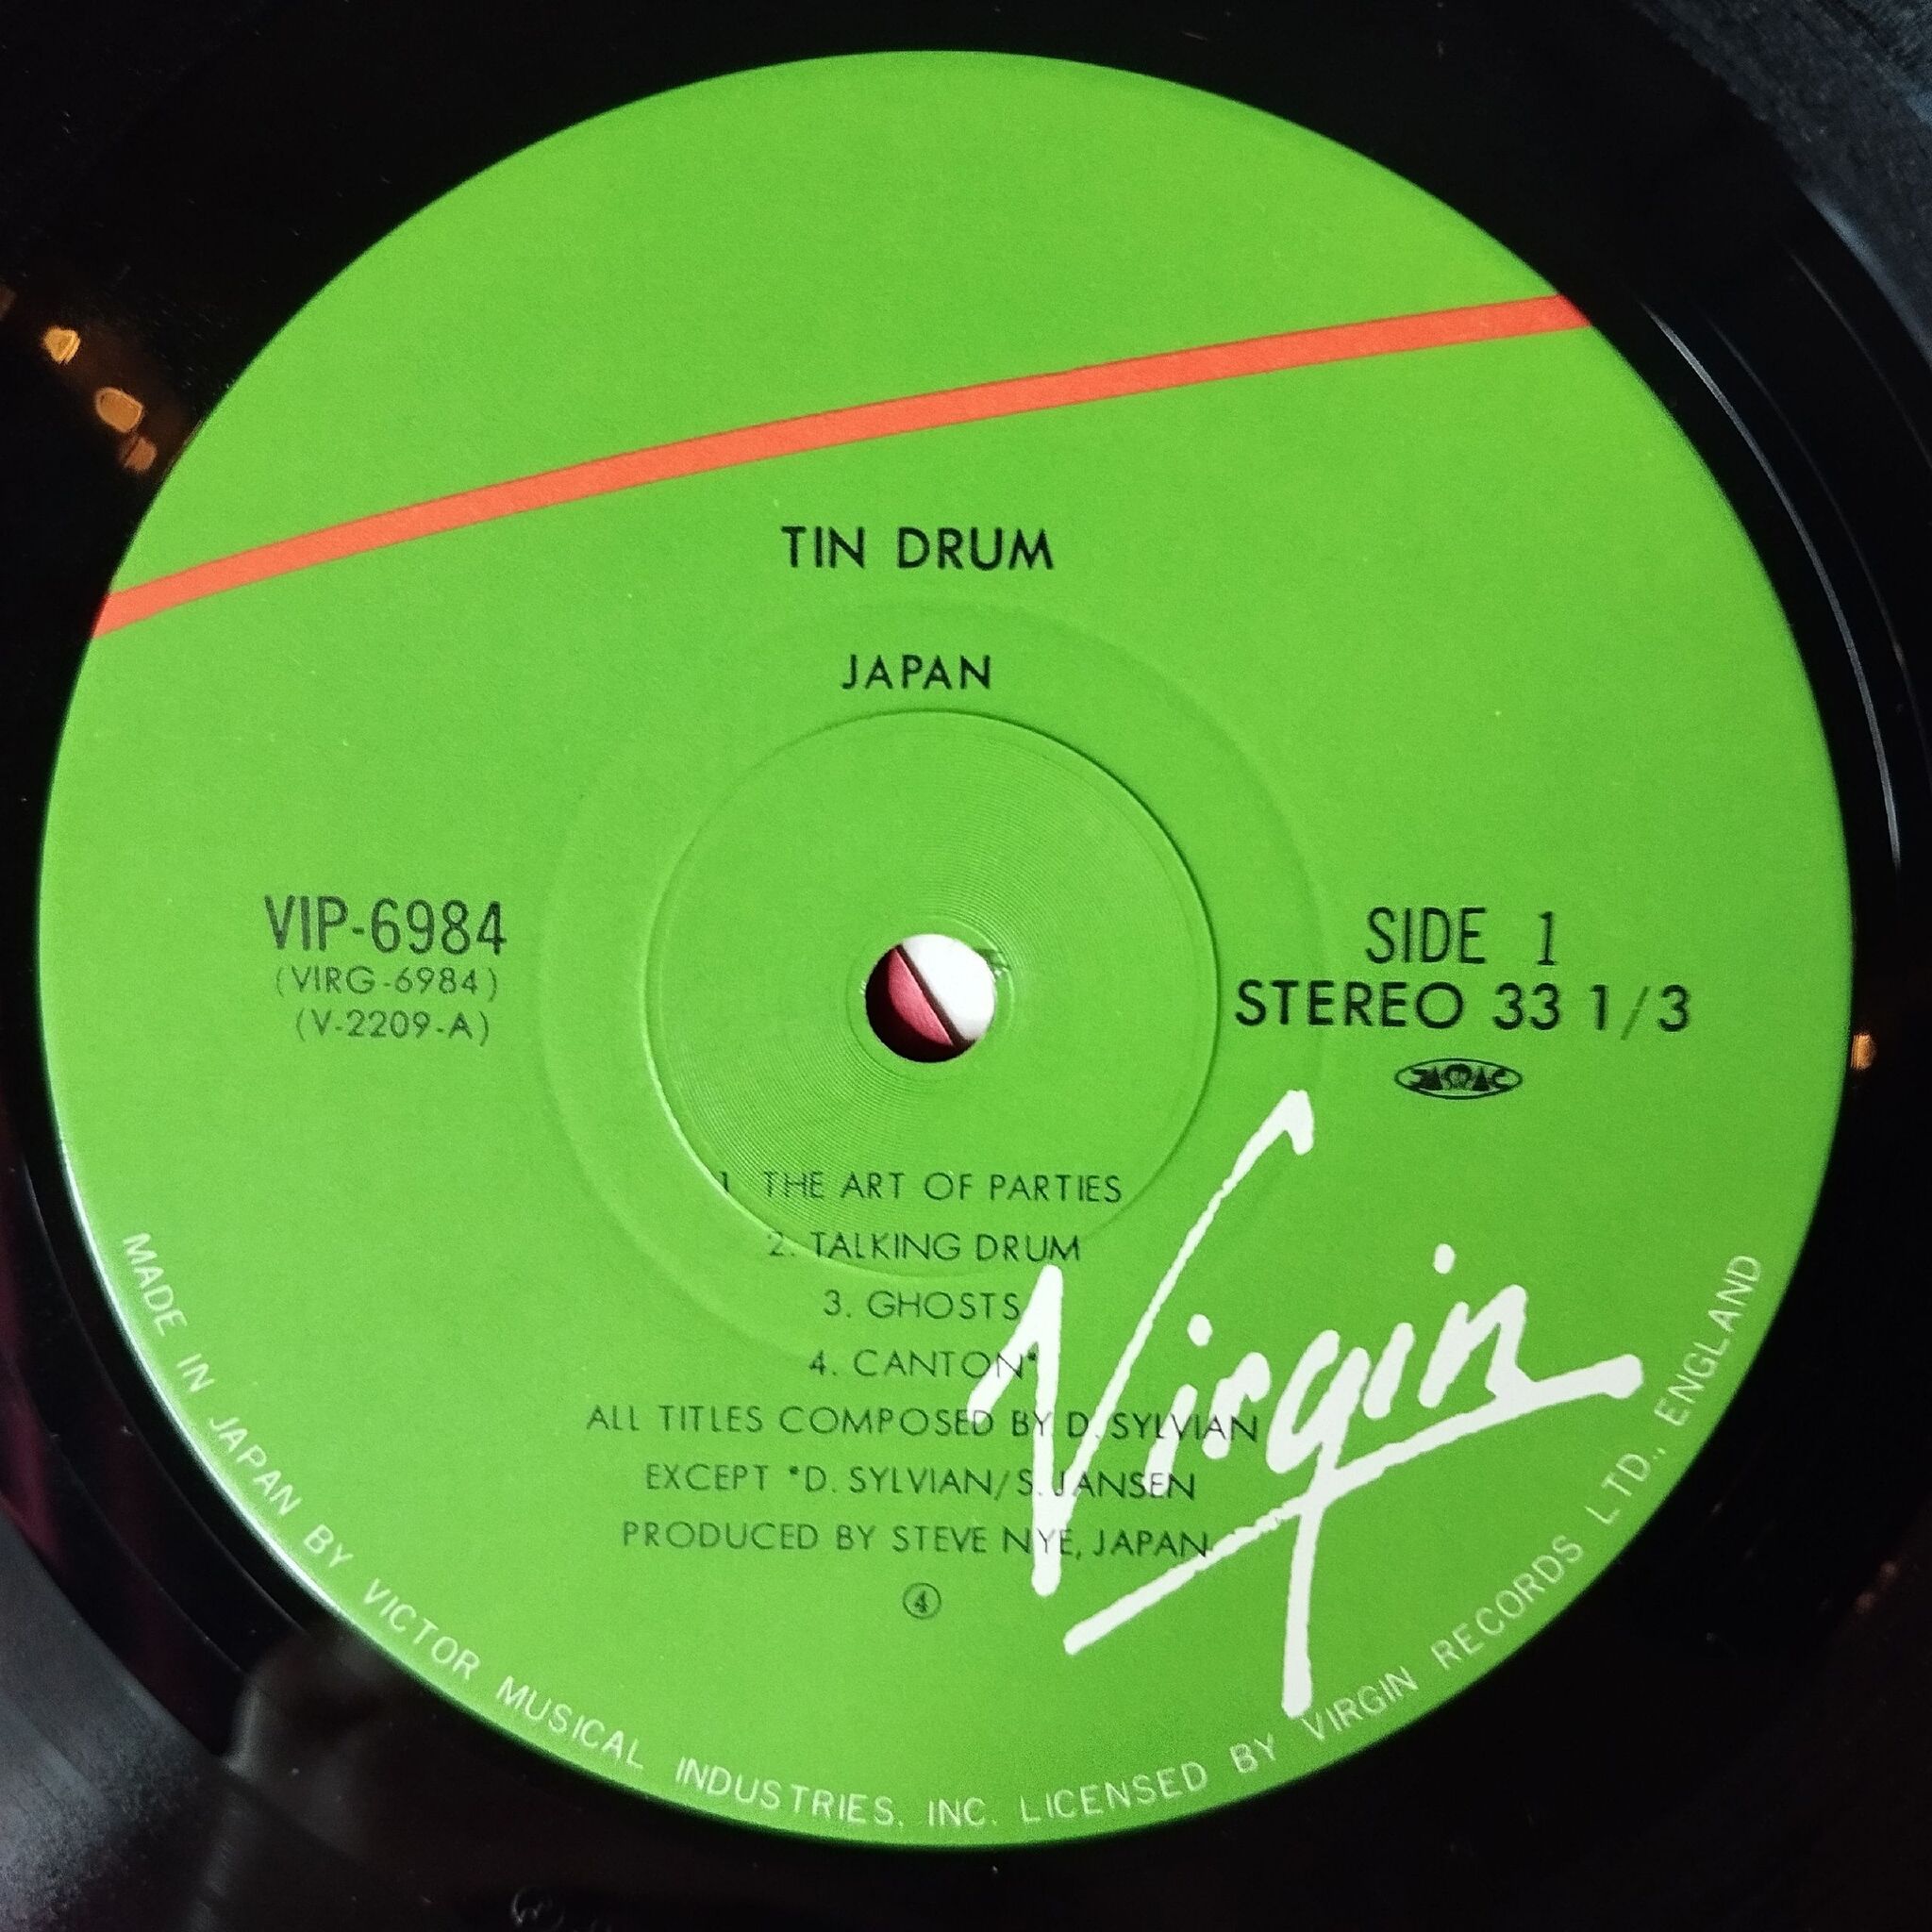 TIN DRUM
JAPAN
VIP-6984
(VIRG-6984)
(V-2209-A)
SIDE 1
STEREO 33 1/3
JASRAC
1. THE ART OF PARTIES
2. TALKING DRUM
3. GHOSTS
4. CANTON*
ALL TITLES COMPOSED BY D. SYLVIAN
EXCEPT *D. SYLVIAN/S. JANSEN
PRODUCED BY STEVE NYE, JAPAN
④
Virgin
MADE IN JAPAN BY VICTOR MUSICAL INDUSTRIES, INC. LICENSED BY VIRGIN RECORDS LTD., ENGLAND